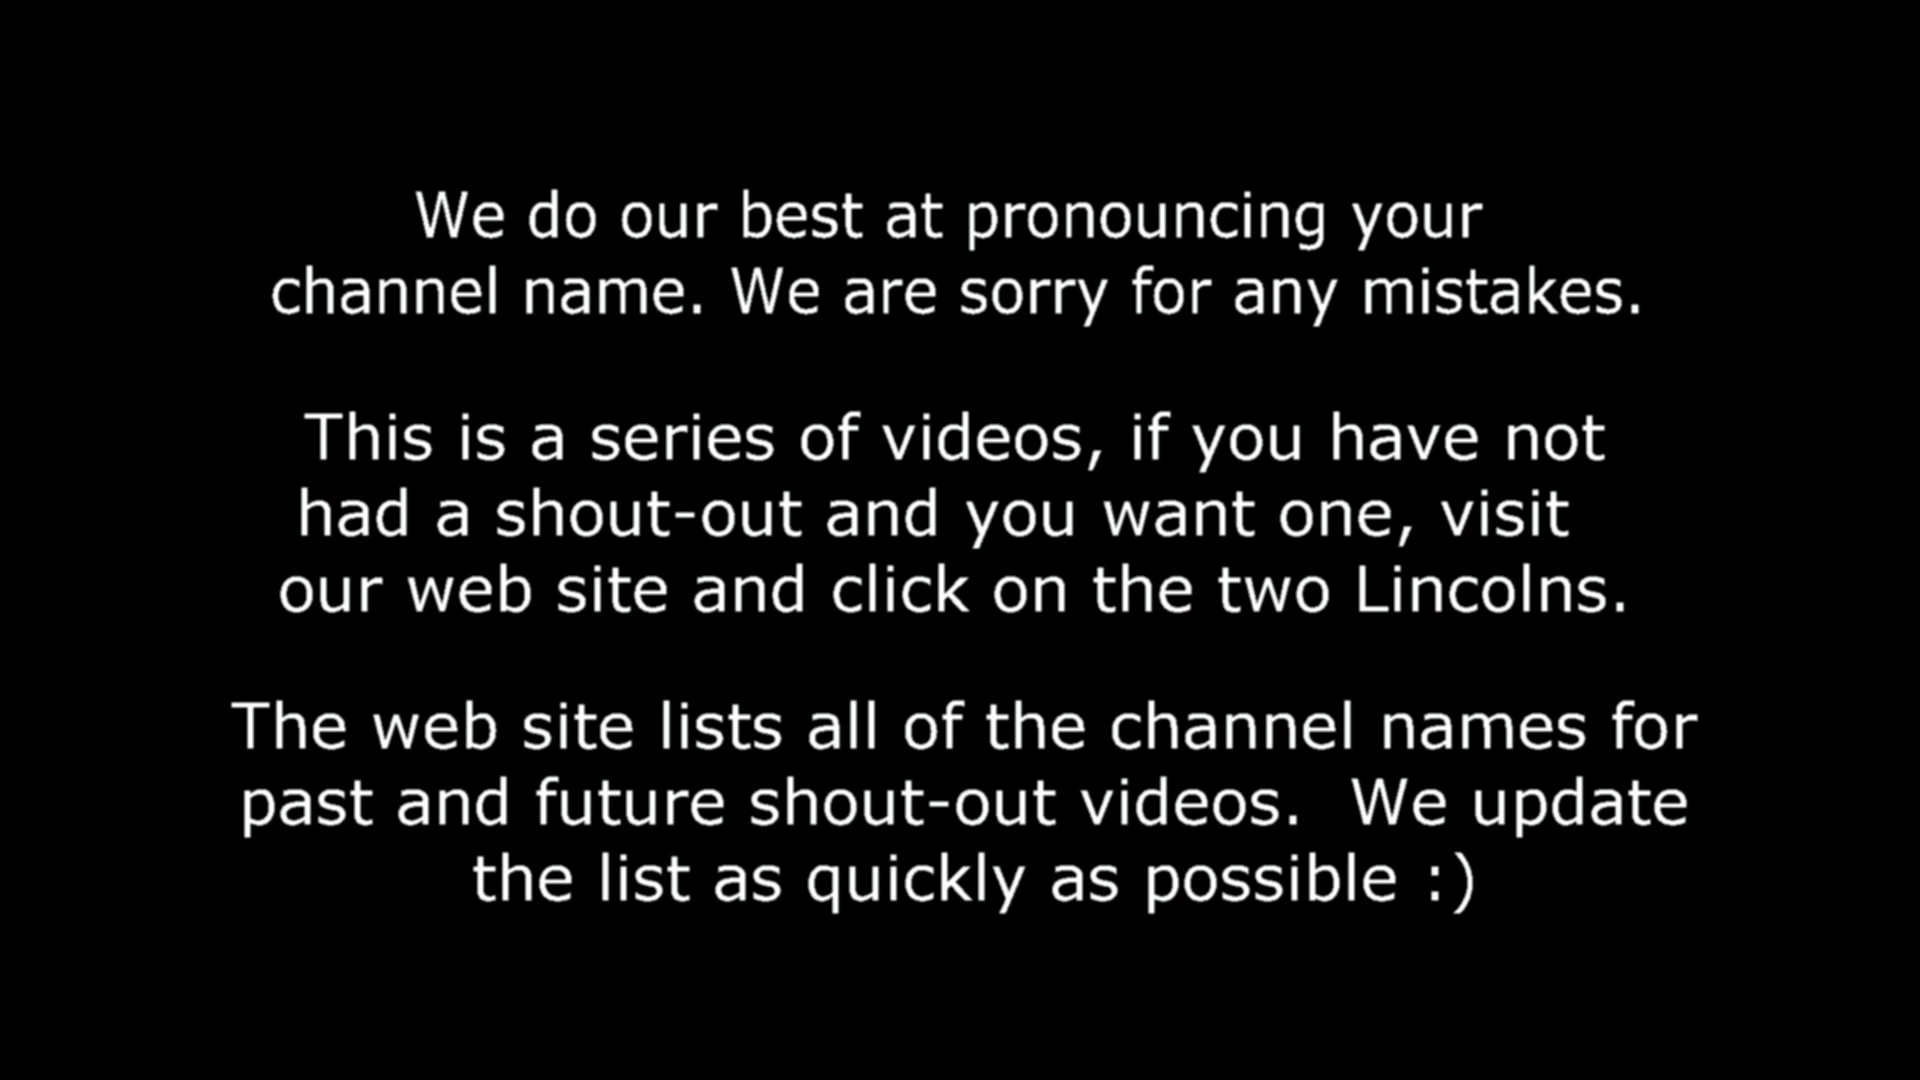 We do our best at pronouncing your
channel name. We are sorry for any mistakes.
This is a series of videos, if you have not
had a shout-out and you want one, visit
our web site and click on the two Lincolns.
The web site lists all of the channel names for
past and future shout-out videos.  We update
the list as quickly as possible :)